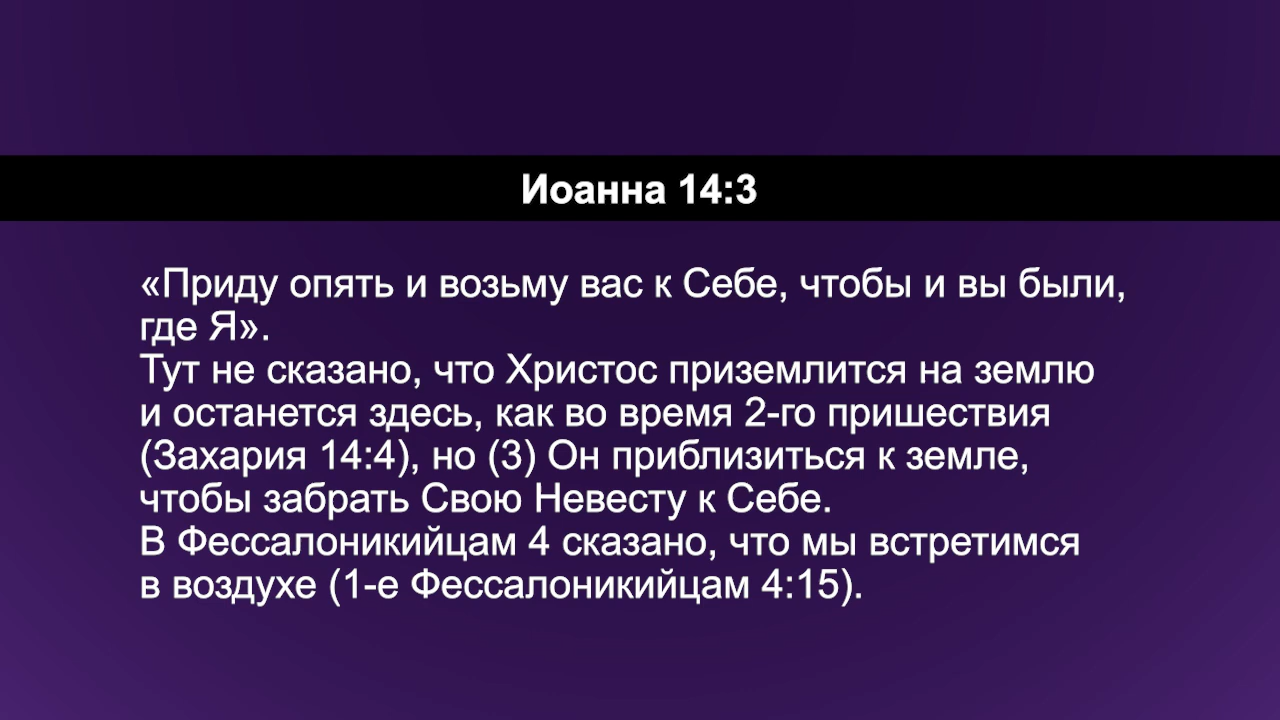 Иоанна 14:3
«Приду опять и возьму вас к Себе, чтобы и вы были,
где Я».
Тут не сказано, что Христос приземлится на землю
и останется здесь, как во время 2-го пришествия
(Захария 14:4), но (3) Он приблизиться к земле,
чтобы забрать Свою Невесту к Себе.
В Фессалоникийцам 4 сказано, что мы встретимся
в воздухе (1-е Фессалоникийцам 4:15).